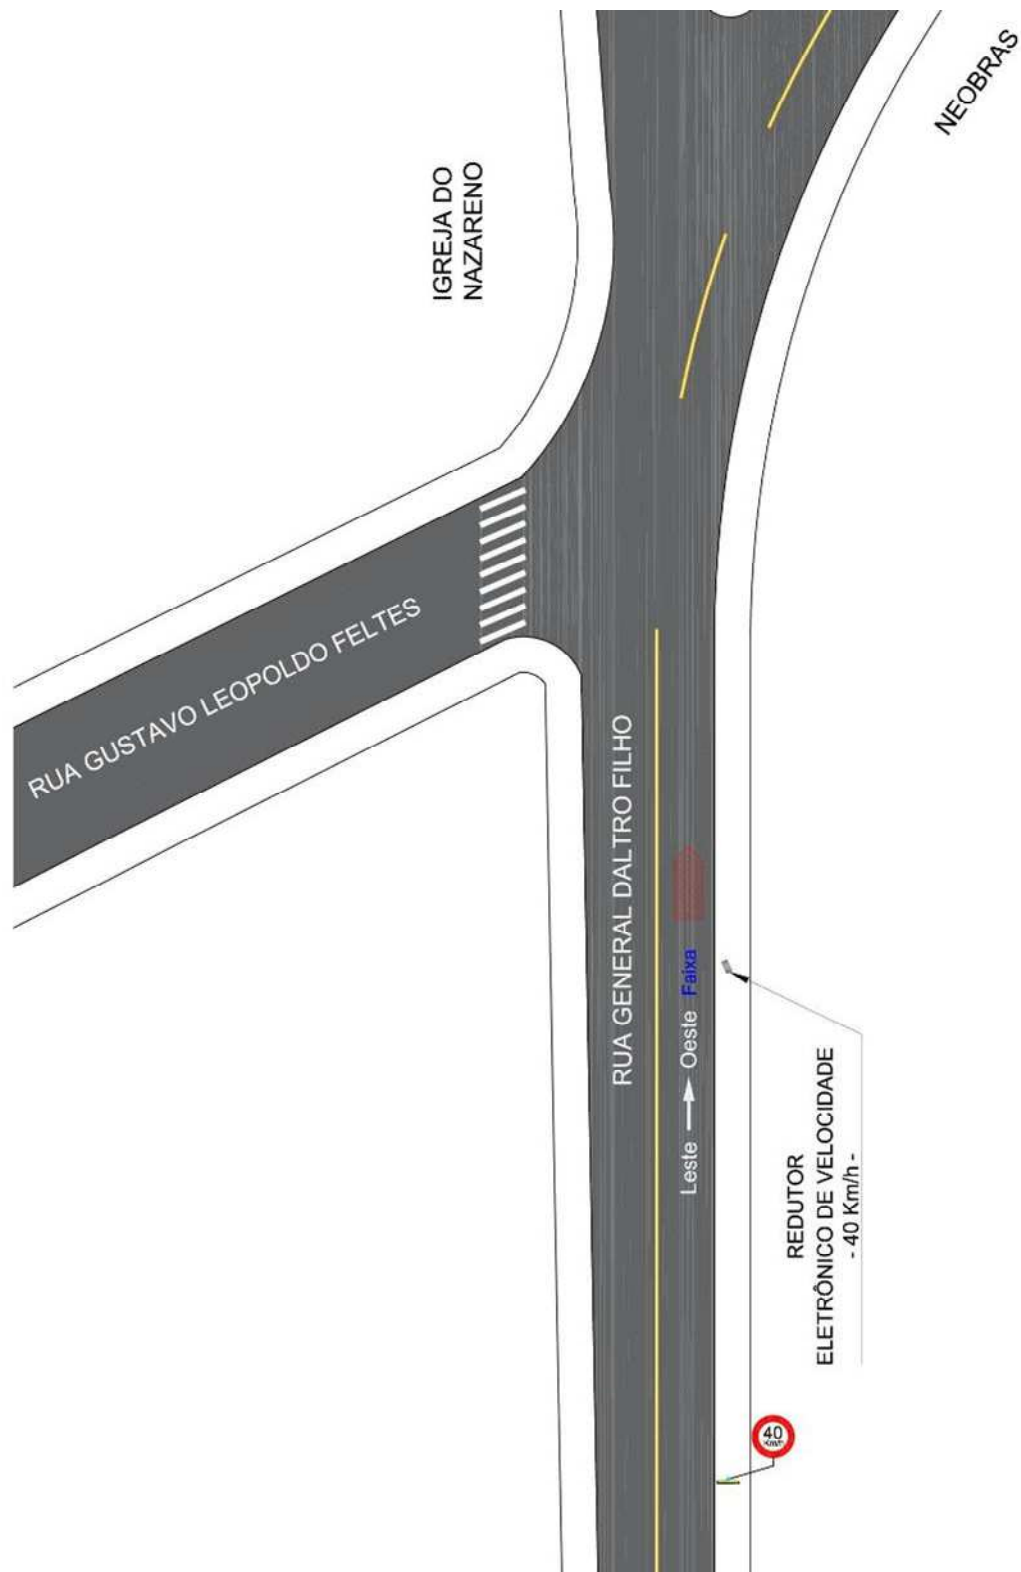 NEOBRAS
IGREJA DO
NAZARENO
RUA GUSTAVO LEOPOLDO FELTES
RUA GENERAL DALTRO FILHO
Leste Oeste Faixa
REDUTOR
ELETRÔNICO DE VELOCIDADE
- 40 Km/h -
40
Km/h